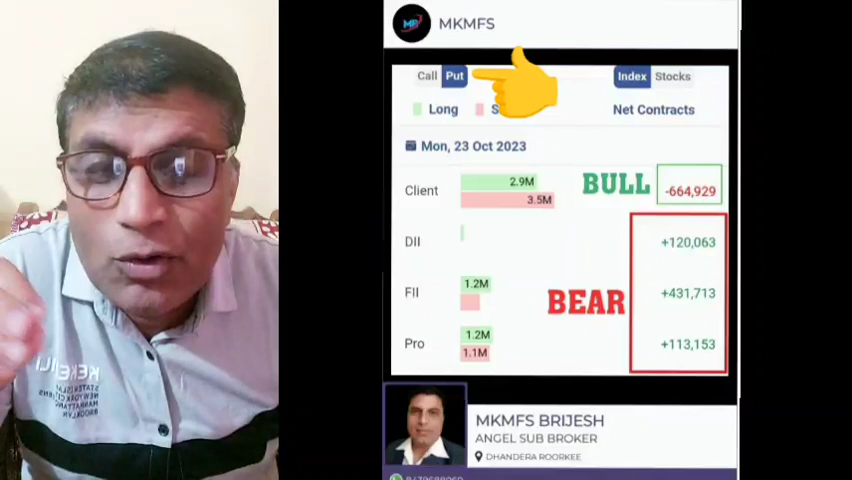 MKMFS
Call Put Index Stocks
Long Net Contracts
Mon, 23 Oct 2023
Client 2.9M 3.5M BULL -664,929
DII +120,063
FII 1.2M BEAR +431,713
Pro 1.2M 1.1M +113,153
MKMFS BRIJESH
ANGEL SUB BROKER
DHANDERA ROORKEE